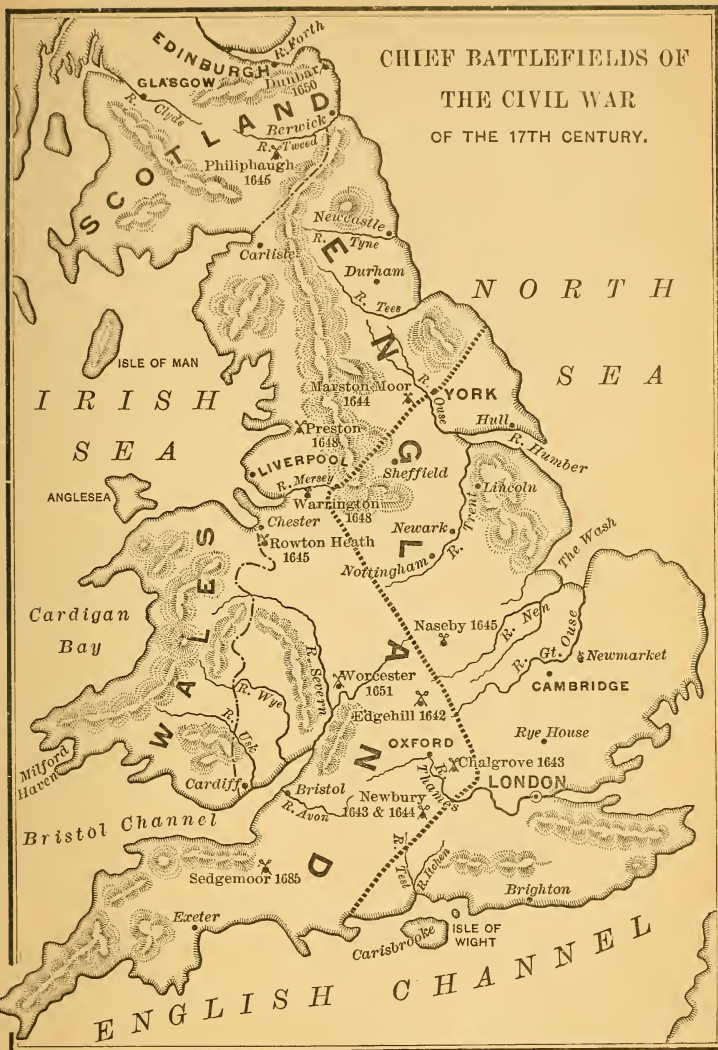 CHIEF BATTLEFIELDS OF
THE CIVIL WAR
OF THE 17TH CENTURY.
EDINBURGH
R. Forth
GLASGOW
Dunbar
1650
R. Clyde
SCOTLAND
Berwick
R. Tweed
Philiphaugh
1645
Newcastle
R. Tyne
Carlisle
Durham
R. Tees
NORTH
SEA
ISLE OF MAN
IRISH
SEA
Marston Moor
1644
YORK
R. Ouse
Hull
R. Humber
Preston
1648
LIVERPOOL
Sheffield
R. Mersey
Lincoln
ANGLESEA
Warrington
1648
Chester
Newark
R. Trent
Rowton Heath
1645
Nottingham
The Wash
ENGLAND
WALES
Cardigan
Bay
Naseby 1645
R. Nen
R. Gt. Ouse
Newmarket
CAMBRIDGE
R. Severn
Worcester
1651
R. Wye
Edgehill 1642
R. Usk
Rye House
OXFORD
Milford
Haven
Chalgrove 1643
R. Thames
LONDON
Cardiff
Bristol
Newbury
1643 & 1644
R. Avon
Bristol Channel
R. Test
R. Itchen
Sedgemoor 1685
Brighton
Exeter
Carisbrooke
ISLE OF
WIGHT
ENGLISH CHANNEL